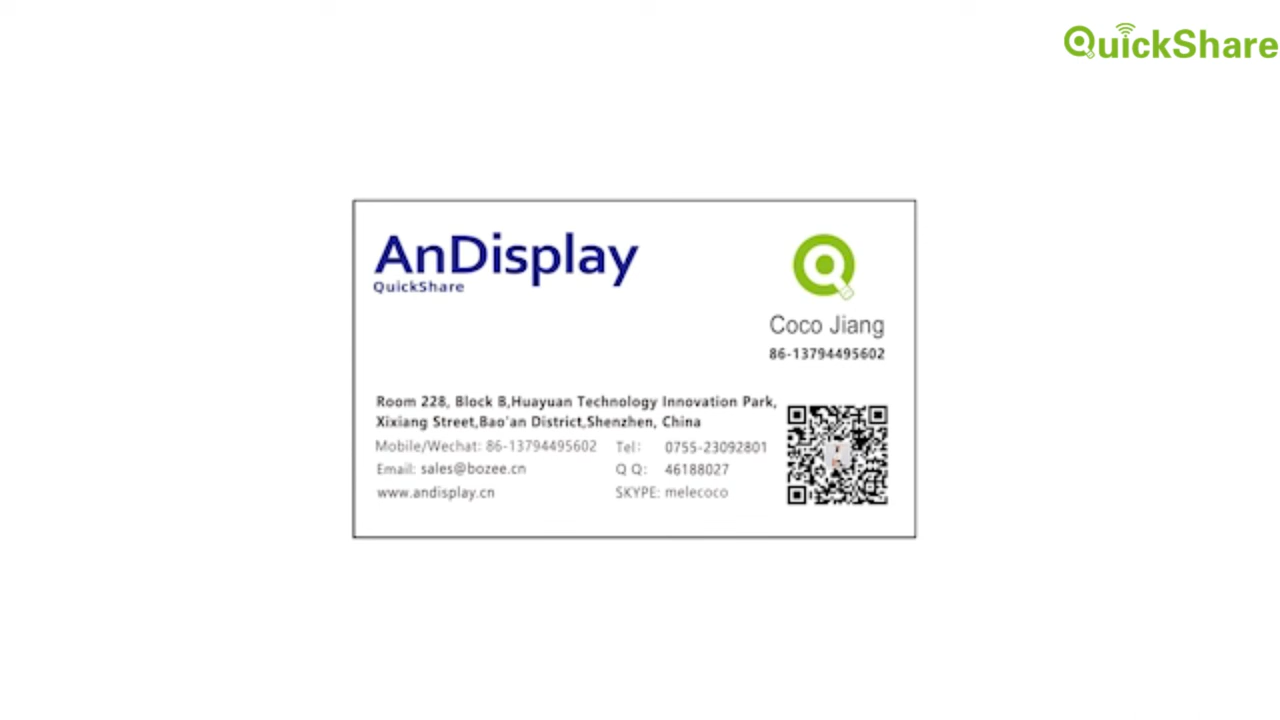 QuickShare
AnDisplay
QuickShare
Coco Jiang
86-13794495602
Room 228, Block B,Huayuan Technology Innovation Park,
Xixiang Street,Bao'an District,Shenzhen, China
Mobile/Wechat: 86-13794495602 Tel: 0755-23092801
Email: sales@bozee.cn Q Q: 46188027
www.andisplay.cn SKYPE: melecoco